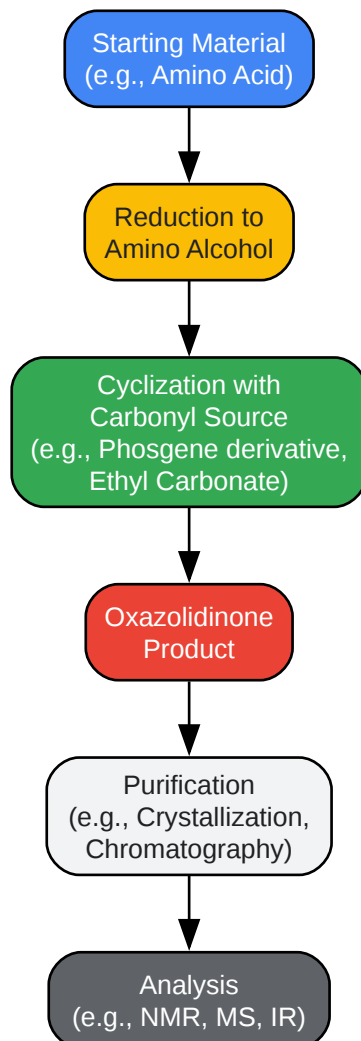 Starting Material
(e.g., Amino Acid)
Reduction to
Amino Alcohol
Cyclization with
Carbonyl Source
(e.g., Phosgene derivative,
Ethyl Carbonate)
Oxazolidinone
Product
Purification
(e.g., Crystallization,
Chromatography)
Analysis
(e.g., NMR, MS, IR)